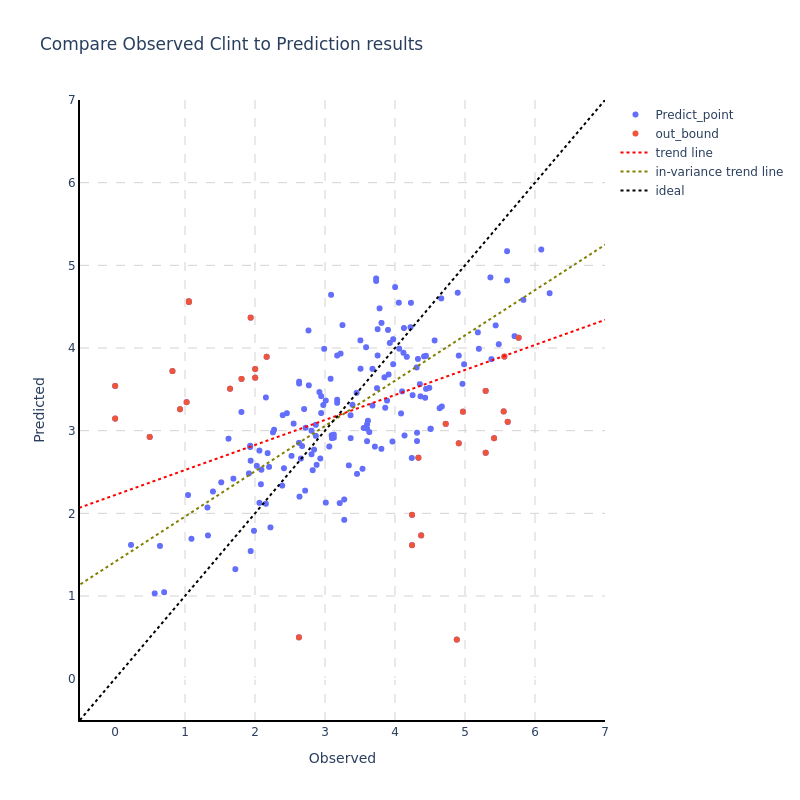 Compare Observed Clint to Prediction results
Predict_point
out_bound
trend line
in-variance trend line
ideal
7
6
5
4
3
2
1
0
Predicted
0 1 2 3 4 5 6 7
Observed